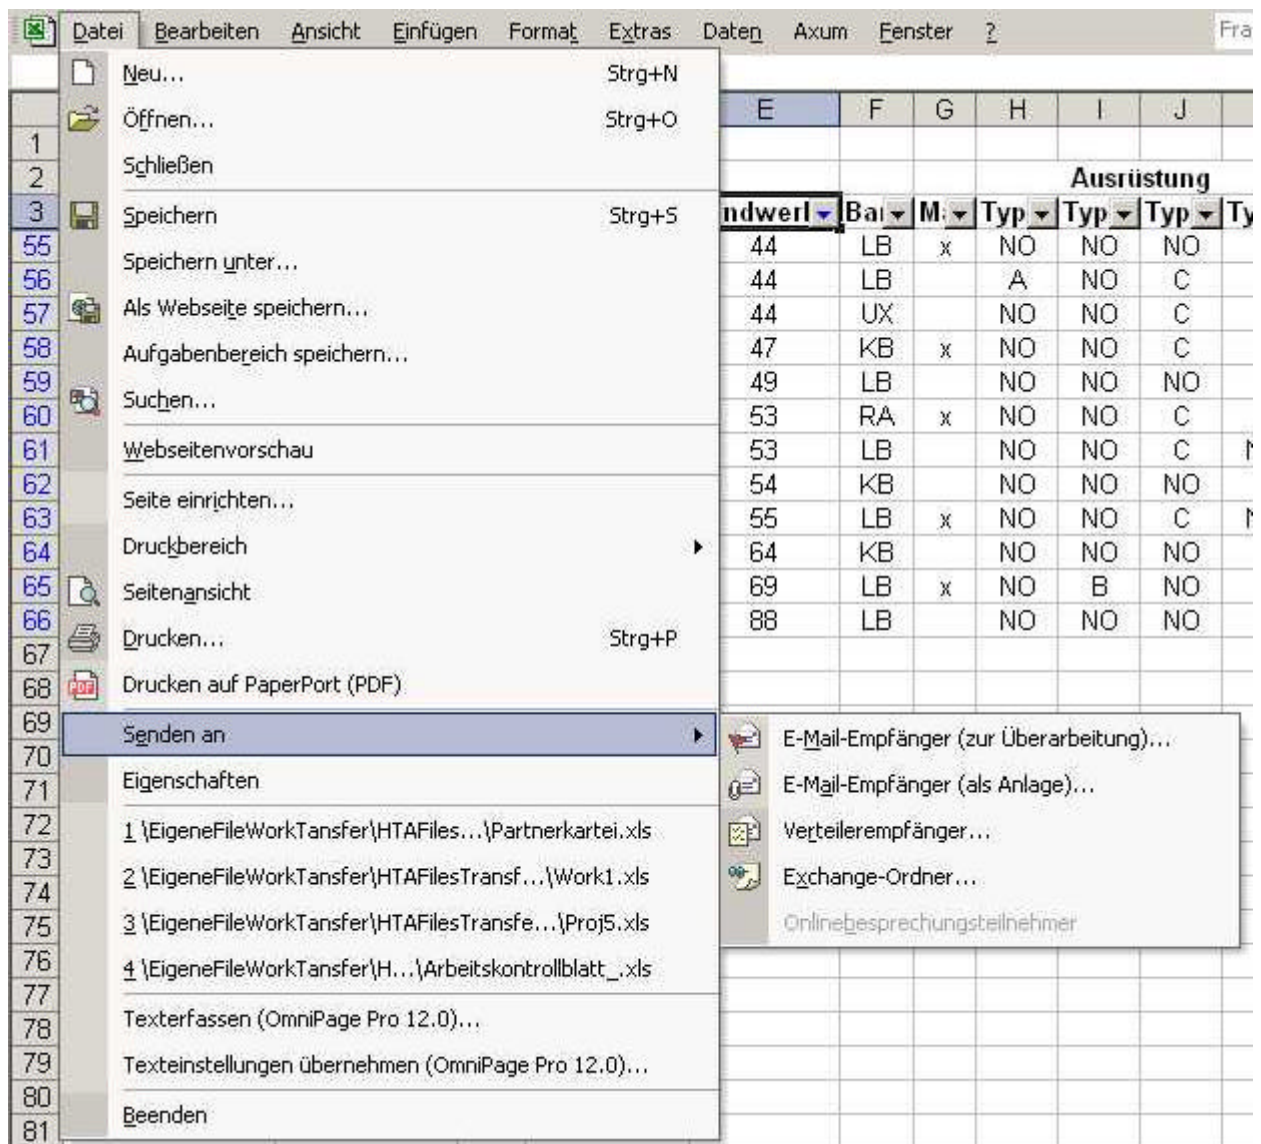 Datei Bearbeiten Ansicht Einfügen Format Extras Daten Axum Fenster ?
Neu... Strg+N
Öffnen... Strg+O
Schließen
Speichern Strg+S
Speichern unter...
Als Webseite speichern...
Aufgabenbereich speichern...
Suchen...
Webseitenvorschau
Seite einrichten...
Druckbereich
Seitenansicht
Drucken... Strg+P
Drucken auf PaperPort (PDF)
Senden an
Eigenschaften
1 \EigeneFileWorkTansfer\HTAFiles...\Partnerkartei.xls
2 \EigeneFileWorkTansfer\HTAFilesTransf...\Work1.xls
3 \EigeneFileWorkTansfer\HTAFilesTransfe...\Proj5.xls
4 \EigeneFileWorkTansfer\H...\Arbeitskontrollblatt_.xls
Texterfassen (OmniPage Pro 12.0)...
Texteinstellungen übernehmen (OmniPage Pro 12.0)...
Beenden
E-Mail-Empfänger (zur Überarbeitung)...
E-Mail-Empfänger (als Anlage)...
Verteilerempfänger...
Exchange-Ordner...
Onlinebesprechungsteilnehmer
E F G H I J
1
2 Ausrüstung
3 Typ Typ Typ
55 44 LB x NO NO NO
56 44 LB A NO C
57 44 UX NO NO C
58 47 KB x NO NO C
59 49 LB NO NO NO
60 53 RA x NO NO C
61 53 LB NO NO C
62 54 KB NO NO NO
63 55 LB x NO NO C
64 64 KB NO NO NO
65 69 LB x NO B NO
66 88 LB NO NO NO
67
68
69
70
71
72
73
74
75
76
77
78
79
80
81